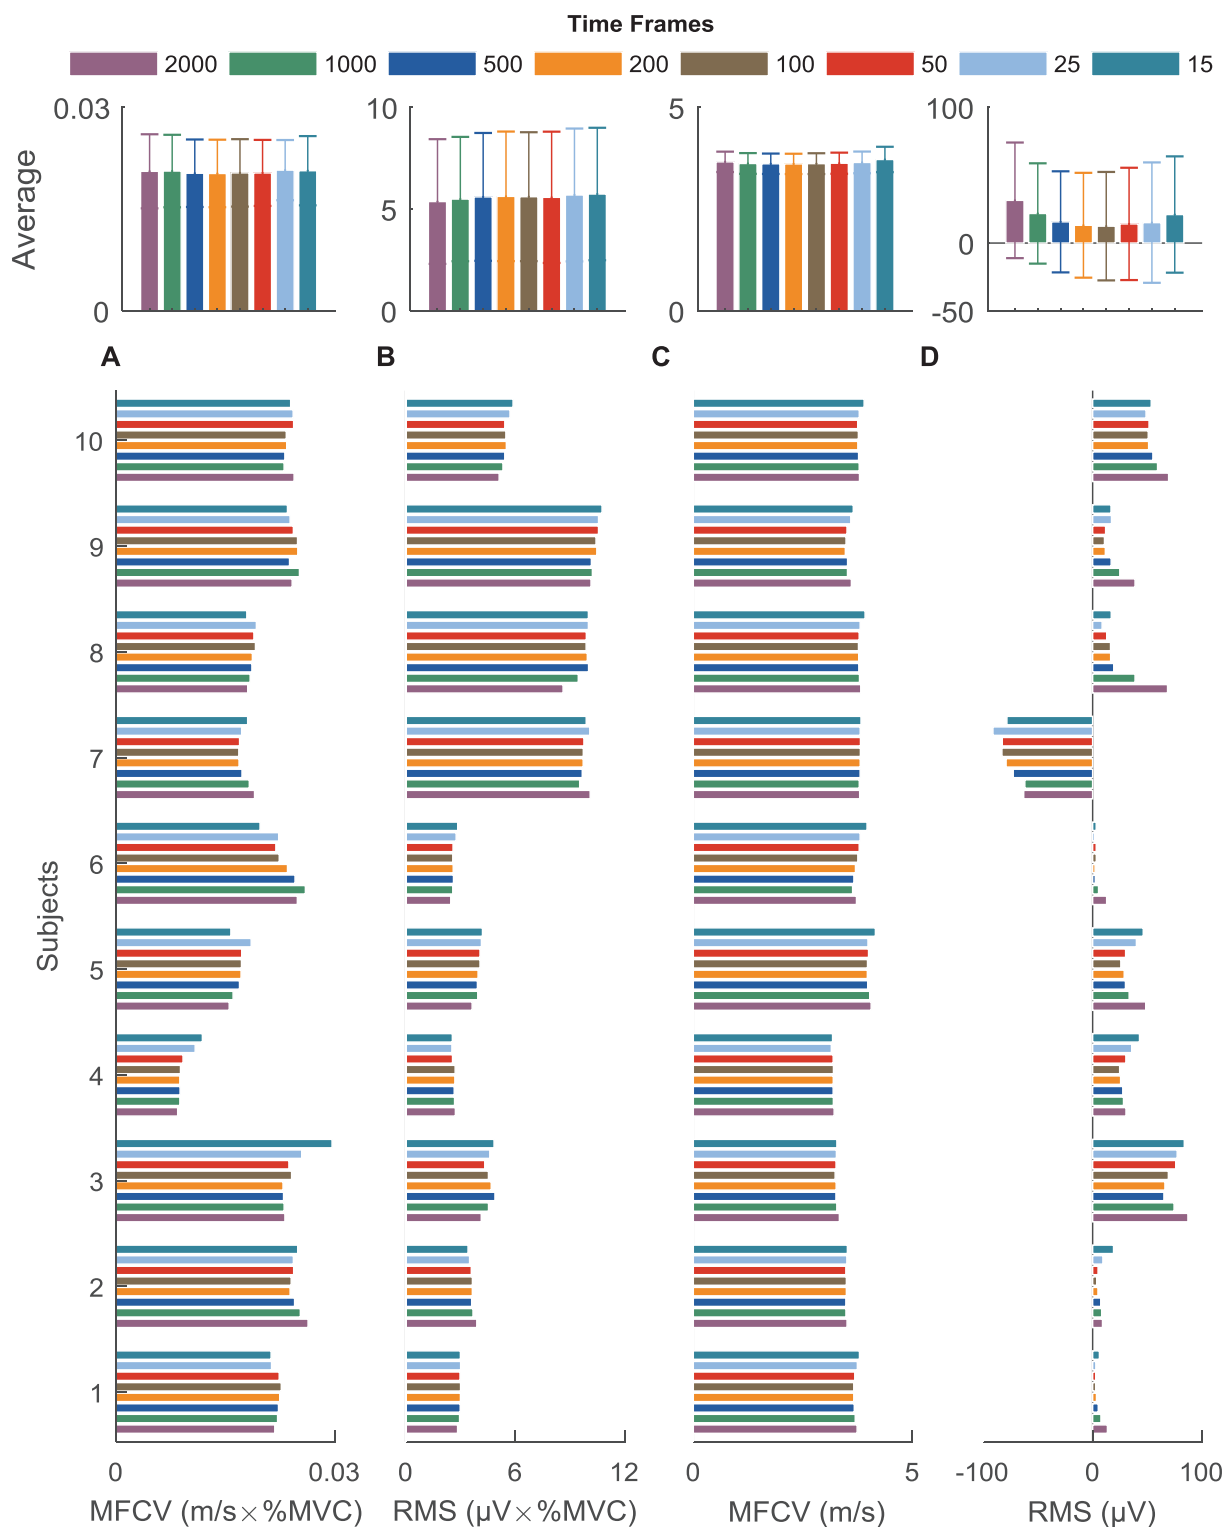 Time Frames
2000 1000 500 200 100 50 25 15
0.03 10 5 100
Average
5 0
0 0 0 -50
A B C D
Subjects
10
9
8
7
6
5
4
3
2
1
0 0.03 0 6 12 0 5 -100 0 100
MFCV (m/s×%MVC) RMS (µV×%MVC) MFCV (m/s) RMS (µV)